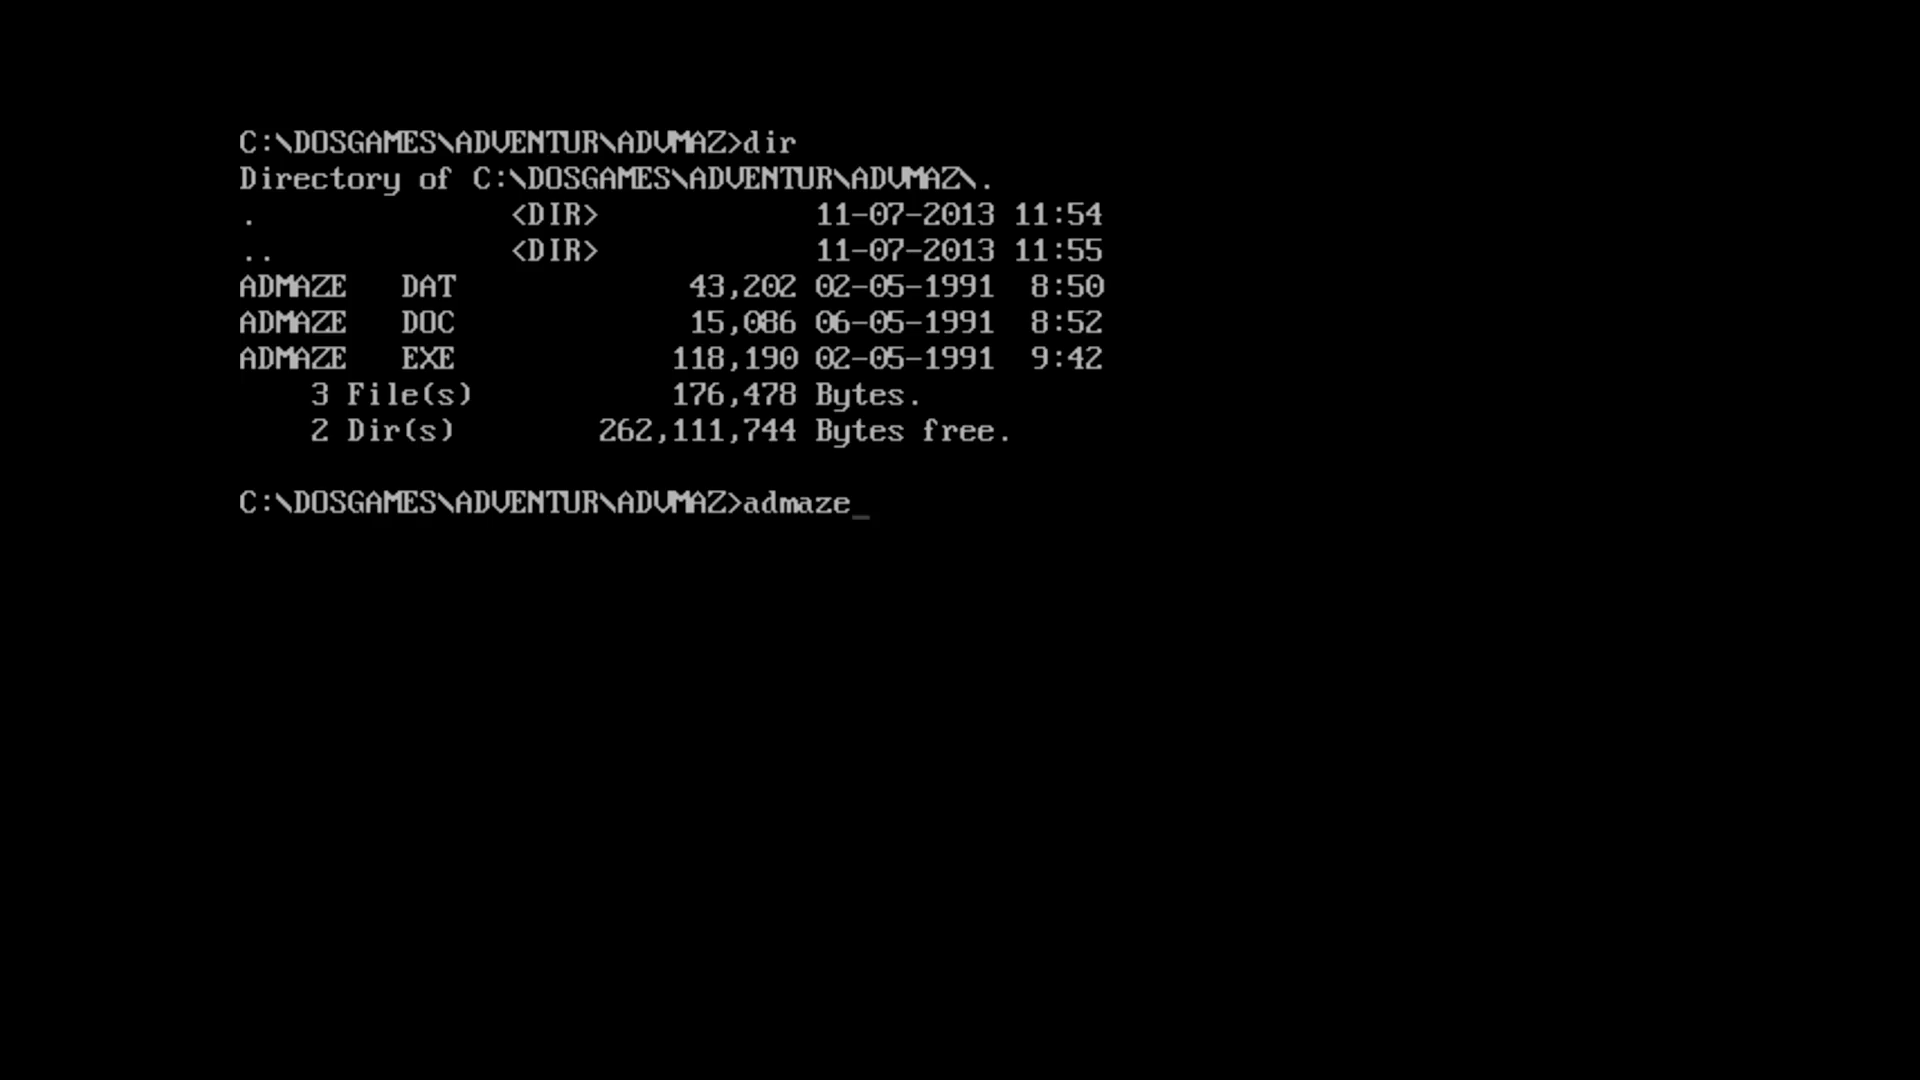 C:\DOSGAMES\ADVENTUR\ADVMAZ>dir
Directory of C:\DOSGAMES\ADVENTUR\ADVMAZ\.
.              <DIR>            11-07-2013 11:54
..             <DIR>            11-07-2013 11:55
ADMAZE   DAT             43,202 02-05-1991  8:50
ADMAZE   DOC             15,086 06-05-1991  8:52
ADMAZE   EXE            118,190 02-05-1991  9:42
    3 File(s)           176,478 Bytes.
    2 Dir(s)        262,111,744 Bytes free.
C:\DOSGAMES\ADVENTUR\ADVMAZ>admaze_